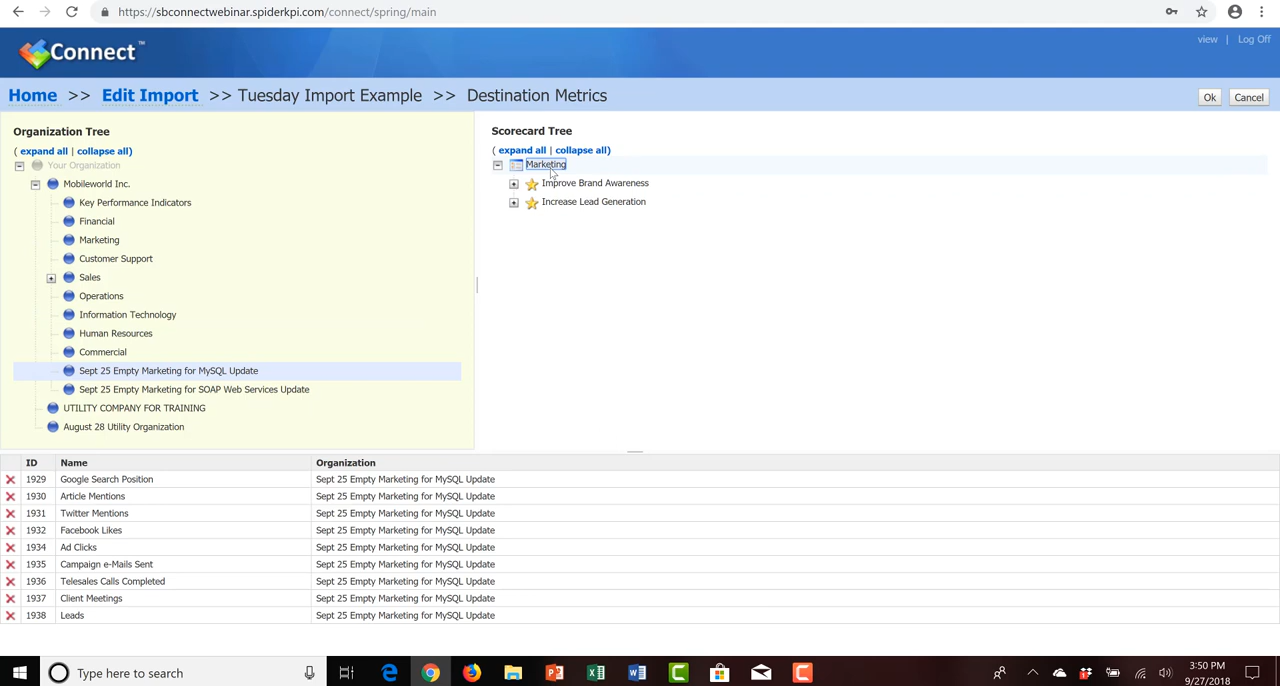 https://sbconnectwebinar.spiderkpi.com/connect/spring/main
Connect™
view | Log Off
Home >> Edit Import >> Tuesday Import Example >> Destination Metrics
Ok Cancel
Organization Tree
( expand all | collapse all)
Your Organization
Mobileworld Inc.
Key Performance Indicators
Financial
Marketing
Customer Support
Sales
Operations
Information Technology
Human Resources
Commercial
Sept 25 Empty Marketing for MySQL Update
Sept 25 Empty Marketing for SOAP Web Services Update
UTILITY COMPANY FOR TRAINING
August 28 Utility Organization
Scorecard Tree
( expand all | collapse all)
Marketing
Improve Brand Awareness
Increase Lead Generation
ID Name Organization
1929 Google Search Position Sept 25 Empty Marketing for MySQL Update
1930 Article Mentions Sept 25 Empty Marketing for MySQL Update
1931 Twitter Mentions Sept 25 Empty Marketing for MySQL Update
1932 Facebook Likes Sept 25 Empty Marketing for MySQL Update
1934 Ad Clicks Sept 25 Empty Marketing for MySQL Update
1935 Campaign e-Mails Sent Sept 25 Empty Marketing for MySQL Update
1936 Telesales Calls Completed Sept 25 Empty Marketing for MySQL Update
1937 Client Meetings Sept 25 Empty Marketing for MySQL Update
1938 Leads Sept 25 Empty Marketing for MySQL Update
Type here to search
3:50 PM
9/27/2018